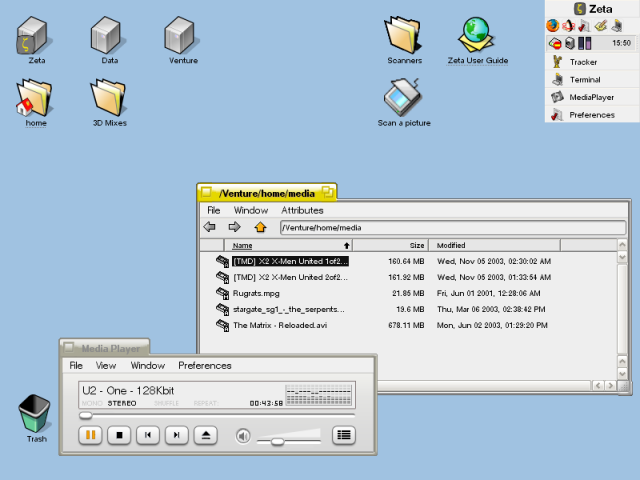 Zeta
Data
Venture
Scanners
Zeta User Guide
Zeta
15:50
Tracker
Terminal
MediaPlayer
Preferences
home
3D Mixes
Scan a picture
/Venture/home/media
File Window Attributes
/Venture/home/media
Name Size Modified
[TMD] X2 X-Men United 1of2... 160.64 MB Wed, Nov 05 2003, 02:30:02 AM
[TMD] X2 X-Men United 2of2... 161.92 MB Wed, Nov 05 2003, 01:33:54 AM
Rugrats.mpg 21.85 MB Fri, Jun 01 2001, 12:28:06 AM
stargate_sg1_-_the_serpents... 19.6 MB Thu, Mar 06 2003, 02:38:42 PM
The Matrix - Reloaded.avi 678.11 MB Mon, Jun 02 2003, 01:29:20 PM
Media Player
File View Window Preferences
U2 - One - 128Kbit
MONO STEREO SHUFFLE REPEAT 00:43:58
Trash